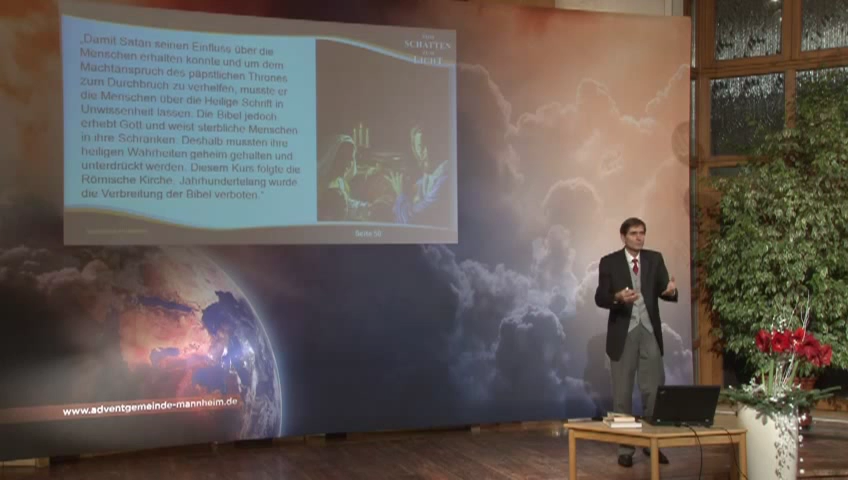 „Damit Satan seinen Einfluss über die
Menschen erhalten konnte und um dem
Machtanspruch des päpstlichen Thrones
zum Durchbruch zu verhelfen, musste er
die Menschen über die Heilige Schrift in
Unwissenheit lassen. Die Bibel jedoch
erhebt Gott und weist sterbliche Menschen
in ihre Schranken. Deshalb mussten ihre
heiligen Wahrheiten geheim gehalten und
unterdrückt werden. Diesem Kurs folgte die
Römische Kirche. Jahrhundertelang wurde
die Verbreitung der Bibel verboten.“
SCHATTEN
LICHT
Seite 50
www.adventgemeinde-mannheim.de